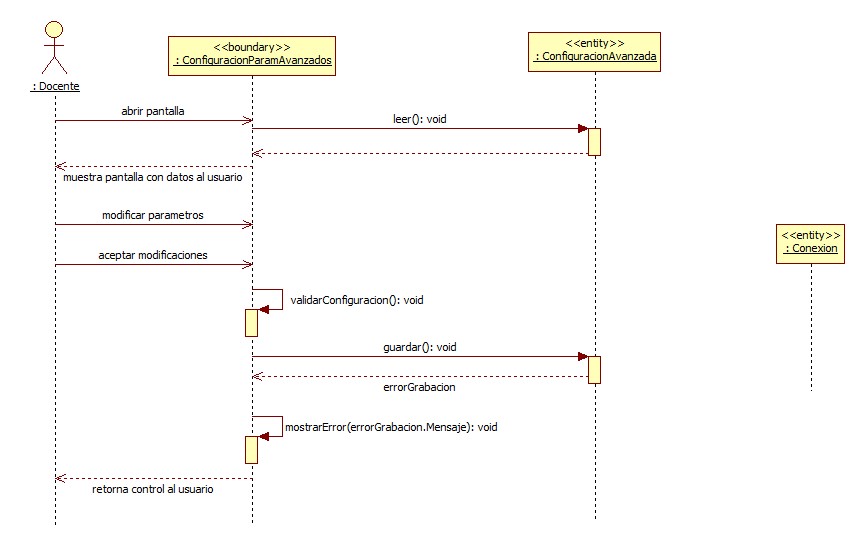 <<boundary>>
: ConfiguracionParamAvanzados
<<entity>>
: ConfiguracionAvanzada
: Docente
abrir pantalla
leer(): void
muestra pantalla con datos al usuario
modificar parametros
<<entity>>
: Conexion
aceptar modificaciones
validarConfiguracion(): void
guardar(): void
errorGrabacion
mostrarError(errorGrabacion.Mensaje): void
retorna control al usuario